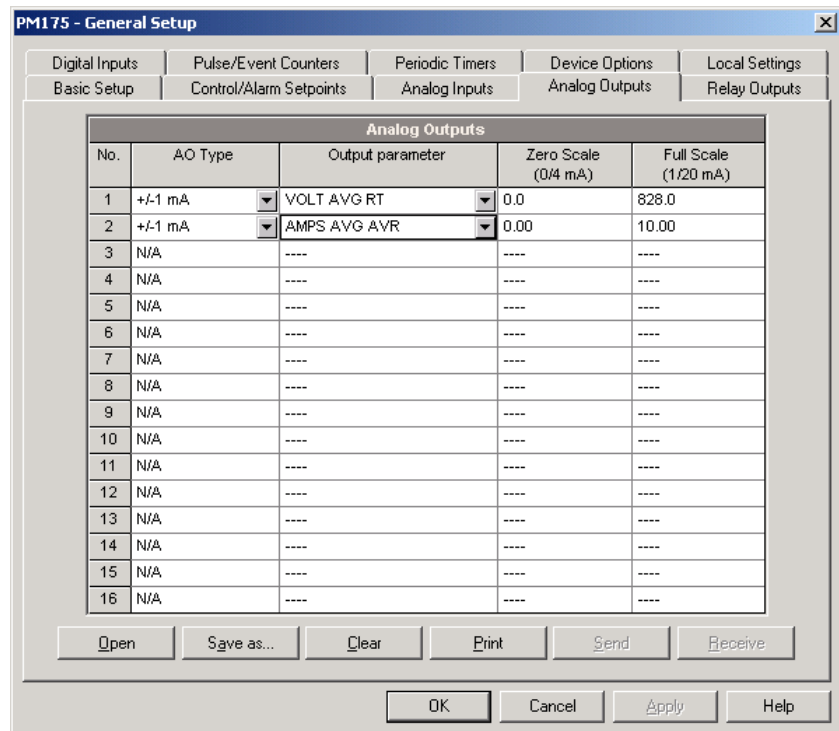 PM175 - General Setup
Digital Inputs Pulse/Event Counters Periodic Timers Device Options Local Settings
Basic Setup Control/Alarm Setpoints Analog Inputs Analog Outputs Relay Outputs
Analog Outputs
No. AO Type Output parameter Zero Scale (0/4 mA) Full Scale (1/20 mA)
1 +/-1 mA VOLT AVG RT 0.0 828.0
2 +/-1 mA AMPS AVG AVR 0.00 10.00
3 N/A ---- ---- ----
4 N/A ---- ---- ----
5 N/A ---- ---- ----
6 N/A ---- ---- ----
7 N/A ---- ---- ----
8 N/A ---- ---- ----
9 N/A ---- ---- ----
10 N/A ---- ---- ----
11 N/A ---- ---- ----
12 N/A ---- ---- ----
13 N/A ---- ---- ----
14 N/A ---- ---- ----
15 N/A ---- ---- ----
16 N/A ---- ---- ----
Open Save as... Clear Print Send Receive
OK Cancel Apply Help